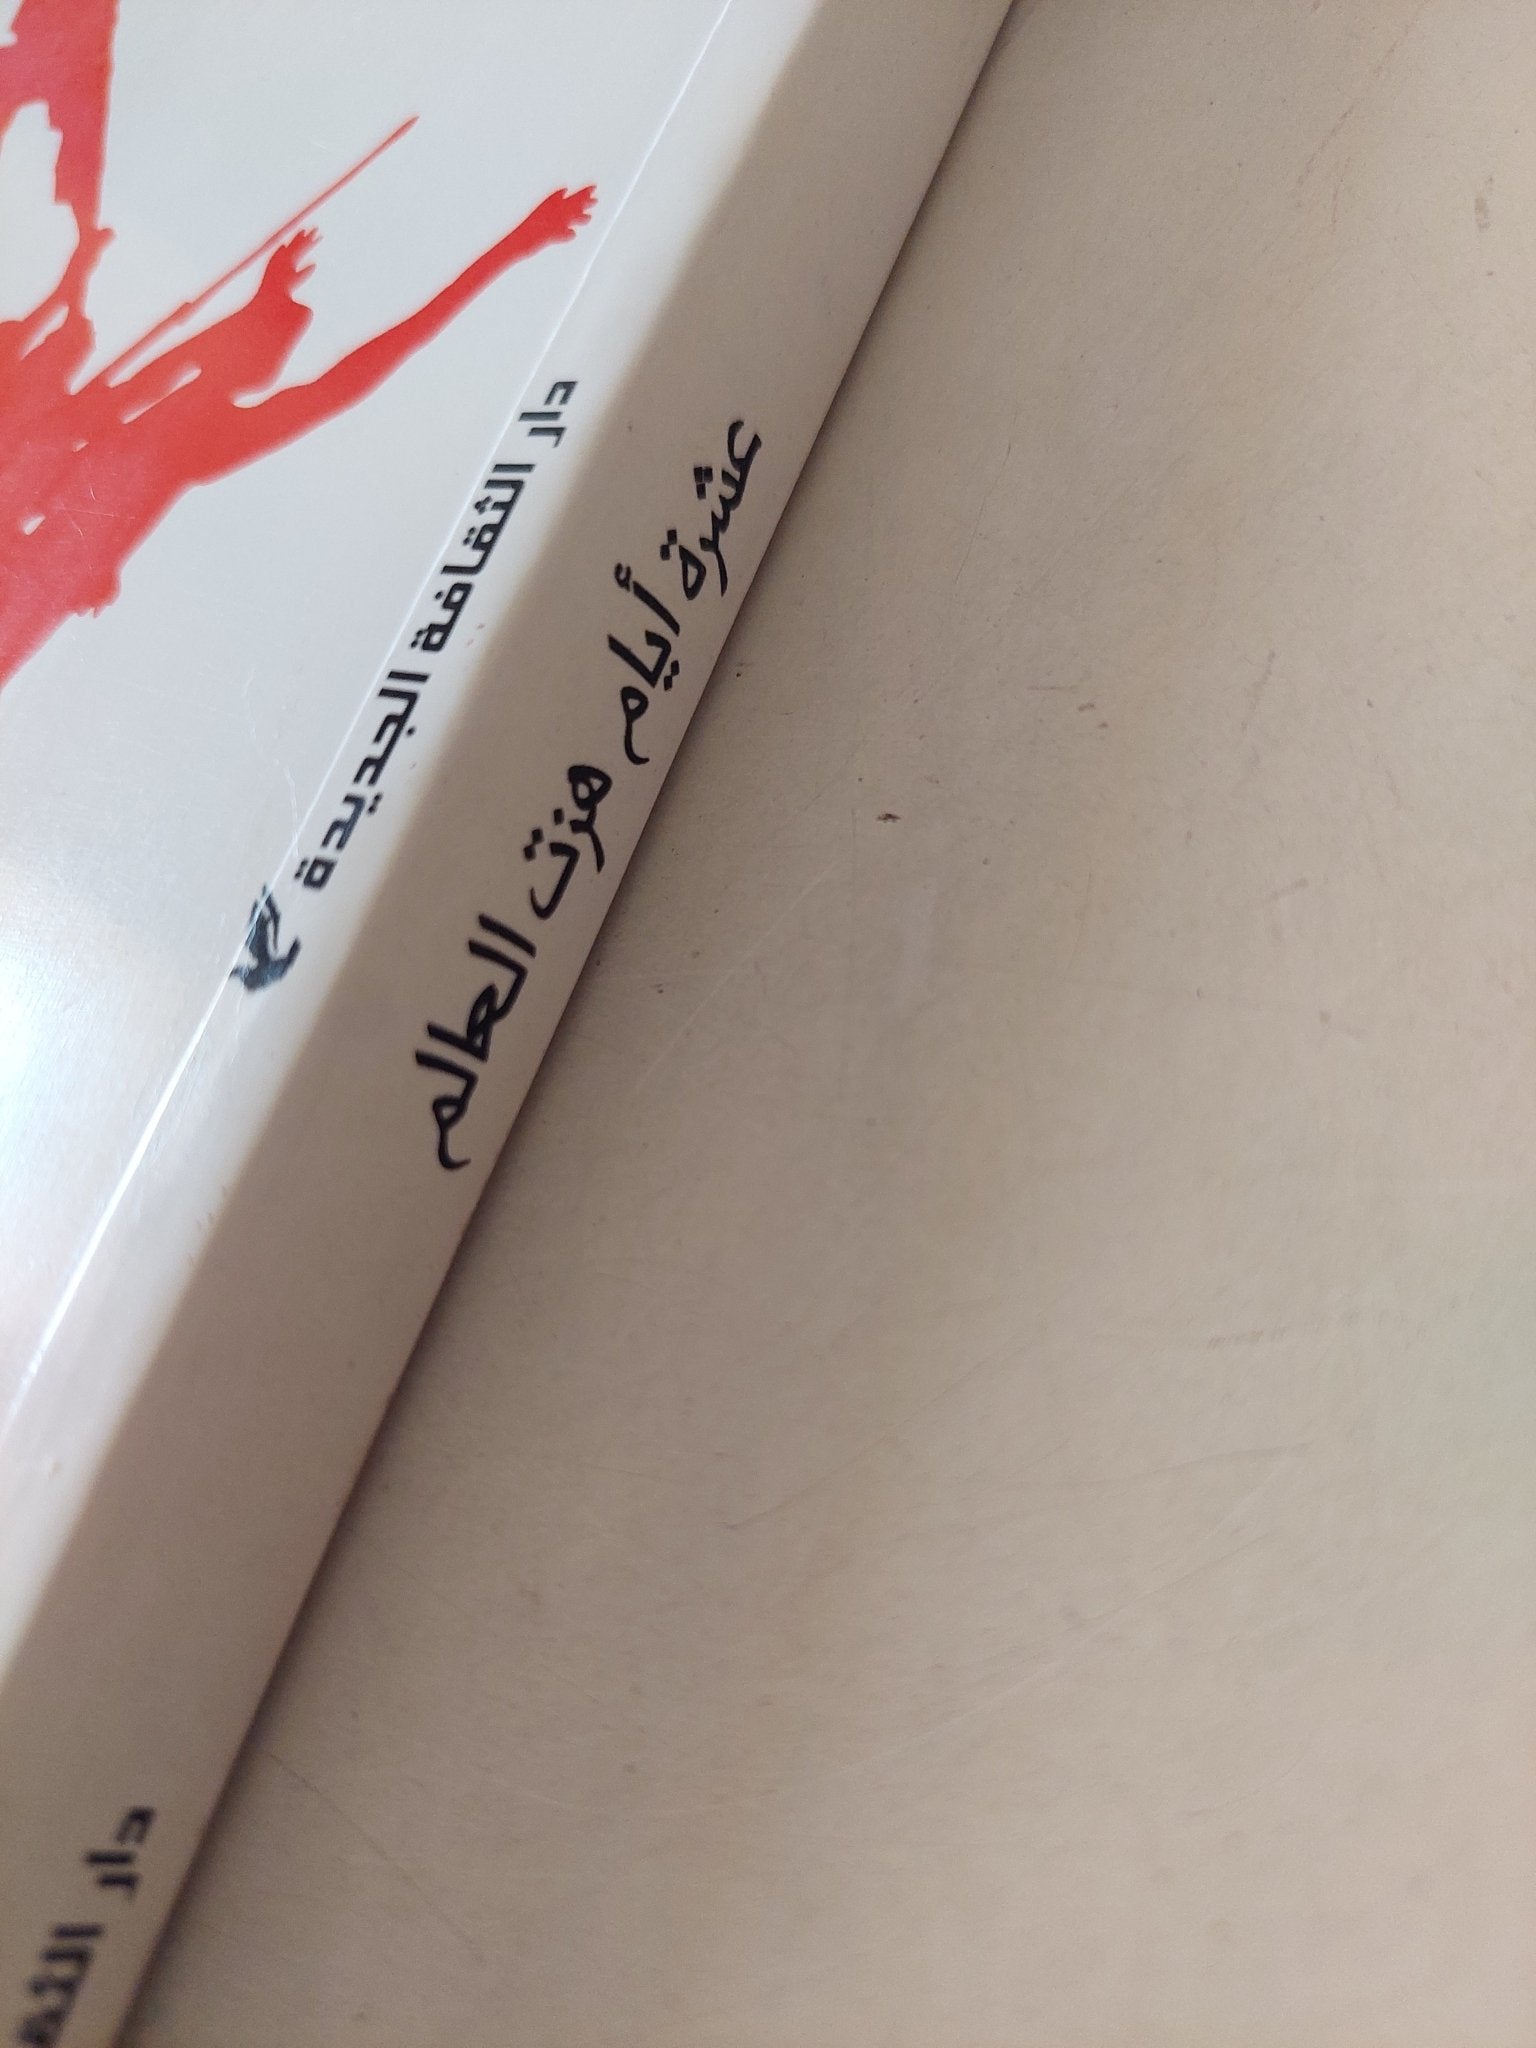 دار الثقافة الجديدة
عشرة أيام هزت العالم
دار